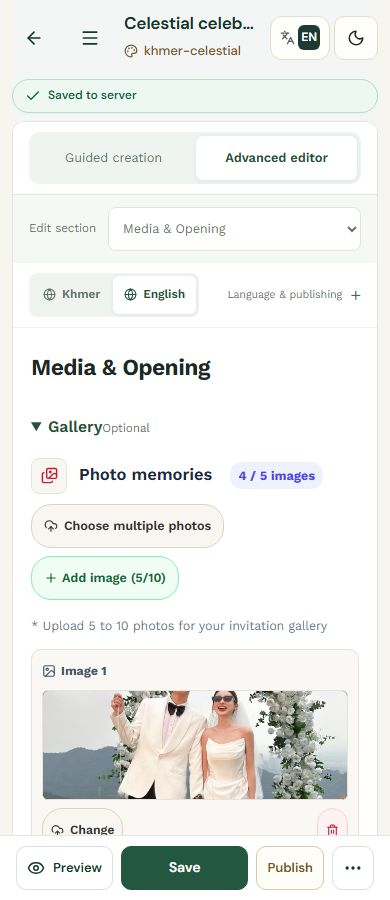 Celestial celeb...
khmer-celestial
EN
Saved to server
Guided creation
Advanced editor
Edit section
Media & Opening
Khmer
English
Language & publishing +
Media & Opening
▼ GalleryOptional
Photo memories
4 / 5 images
Choose multiple photos
+ Add image (5/10)
* Upload 5 to 10 photos for your invitation gallery
Image 1
Change
Preview
Save
Publish